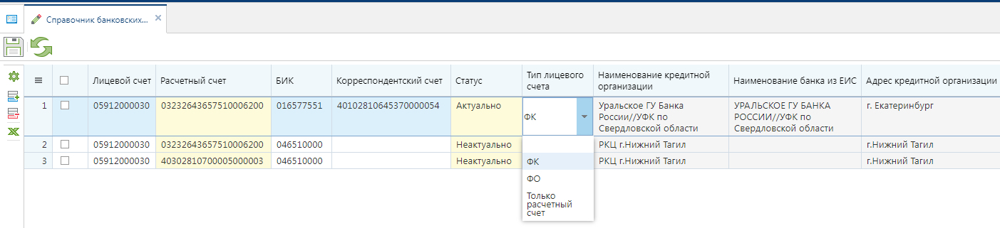 Справочник банковских...
Лицевой счет Расчетный счет БИК Корреспондентский счет Статус Тип лицевого счета Наименование кредитной организации Наименование банка из ЕИС Адрес кредитной организации
1 05912000030 03232643657510006200 016577551 40102810645370000054 Актуально ФК Уральское ГУ Банка России//УФК по Свердловской области УРАЛЬСКОЕ ГУ БАНКА РОССИИ//УФК по Свердловской области г. Екатеринбург
2 05912000030 03232643657510006200 046510000 Неактуально РКЦ г.Нижний Тагил г.Нижний Тагил
3 05912000030 40302810700005000003 046510000 Неактуально РКЦ г.Нижний Тагил г.Нижний Тагил
ФК
ФО
Только
расчетный
счет